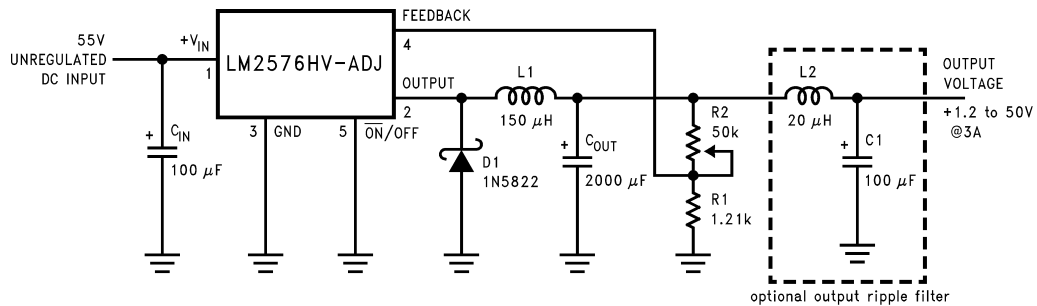 FEEDBACK
55V
UNREGULATED
DC INPUT
+VIN
1
LM2576HV-ADJ
4
OUTPUT
2
3 GND
5 ON/OFF
+ CIN
100 μF
L1
150 μH
D1
1N5822
+ COUT
2000 μF
R2
50k
R1
1.21k
L2
20 μH
+ C1
100 μF
OUTPUT
VOLTAGE
+1.2 to 50V
@3A
optional output ripple filter